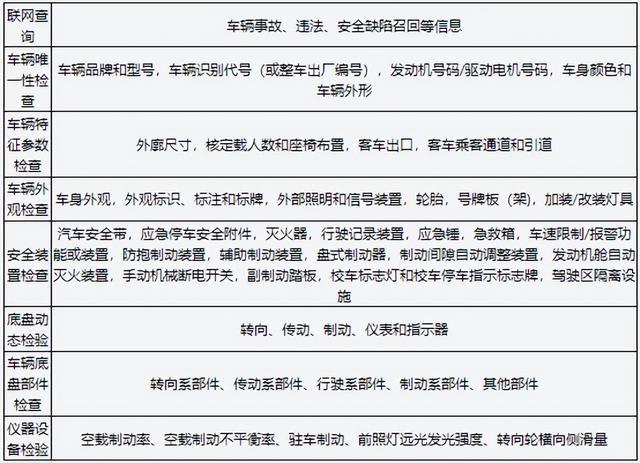 联网查
询
车辆事故、违法、安全缺陷召回等信息
车辆唯
一性检
查
车辆品牌和型号，车辆识别代号（或整车出厂编号），发动机号码/驱动电机号码，车身颜色和
车辆外形
车辆特
征参数
检查
外廓尺寸，核定载人数和座椅布置，客车出口，客车乘客通道和引道
车辆外
观检查
车身外观，外观标识、标注和标牌，外部照明和信号装置，轮胎，号牌板（架），加装/改装灯具
安全装
置检查
汽车安全带，应急停车安全附件，灭火器，行驶记录装置，应急锤，急救箱，车速限制/报警功
能或装置，防抱制动装置，辅助制动装置，盘式制动器，制动间隙自动调整装置，发动机舱自动
灭火装置，手动机械断电开关，副制动踏板，校车标志灯和校车停车指示标志牌，驾驶区隔离设
施
底盘动
态检验
转向、传动、制动、仪表和指示器
车辆底
盘部件
检查
转向系部件、传动系部件、行驶系部件、制动系部件、其他部件
仪器设
备检验
空载制动率、空载制动不平衡率、驻车制动、前照灯远光发光强度、转向轮横向侧滑量